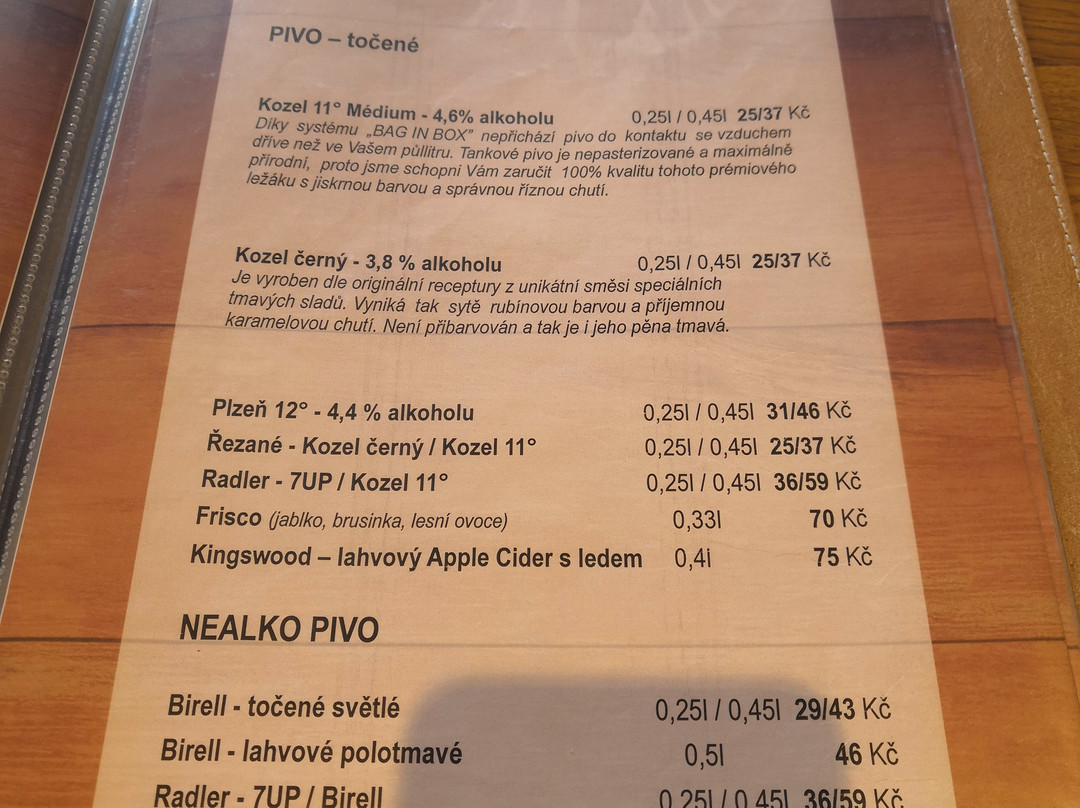 PIVO – točené
Kozel 11° Médium - 4,6% alkoholu 0,25l / 0,45l 25/37 Kč
Díky systému „BAG IN BOX" nepřichází pivo do kontaktu se vzduchem
dříve než ve Vašem půllitru. Tankové pivo je nepasterizované a maximálně
přírodní, proto jsme schopni Vám zaručit 100% kvalitu tohoto prémiového
ležáku s jiskrnou barvou a správnou říznou chutí.
Kozel černý - 3,8 % alkoholu 0,25l / 0,45l 25/37 Kč
Je vyroben dle originální receptury z unikátní směsi speciálních
tmavých sladů. Vyniká tak sytě rubínovou barvou a příjemnou
karamelovou chutí. Není přibarvován a tak je i jeho pěna tmavá.
Plzeň 12° - 4,4 % alkoholu 0,25l / 0,45l 31/46 Kč
Řezané - Kozel černý / Kozel 11° 0,25l / 0,45l 25/37 Kč
Radler - 7UP / Kozel 11° 0,25l / 0,45l 36/59 Kč
Frisco (jablko, brusinka, lesní ovoce) 0,33l 70 Kč
Kingswood – lahvový Apple Cider s ledem 0,4l 75 Kč
NEALKO PIVO
Birell - točené světlé 0,25l / 0,45l 29/43 Kč
Birell - lahvové polotmavé 0,5l 46 Kč
Radler - 7UP / Birell 0,25l / 0,45l 36/59 Kč